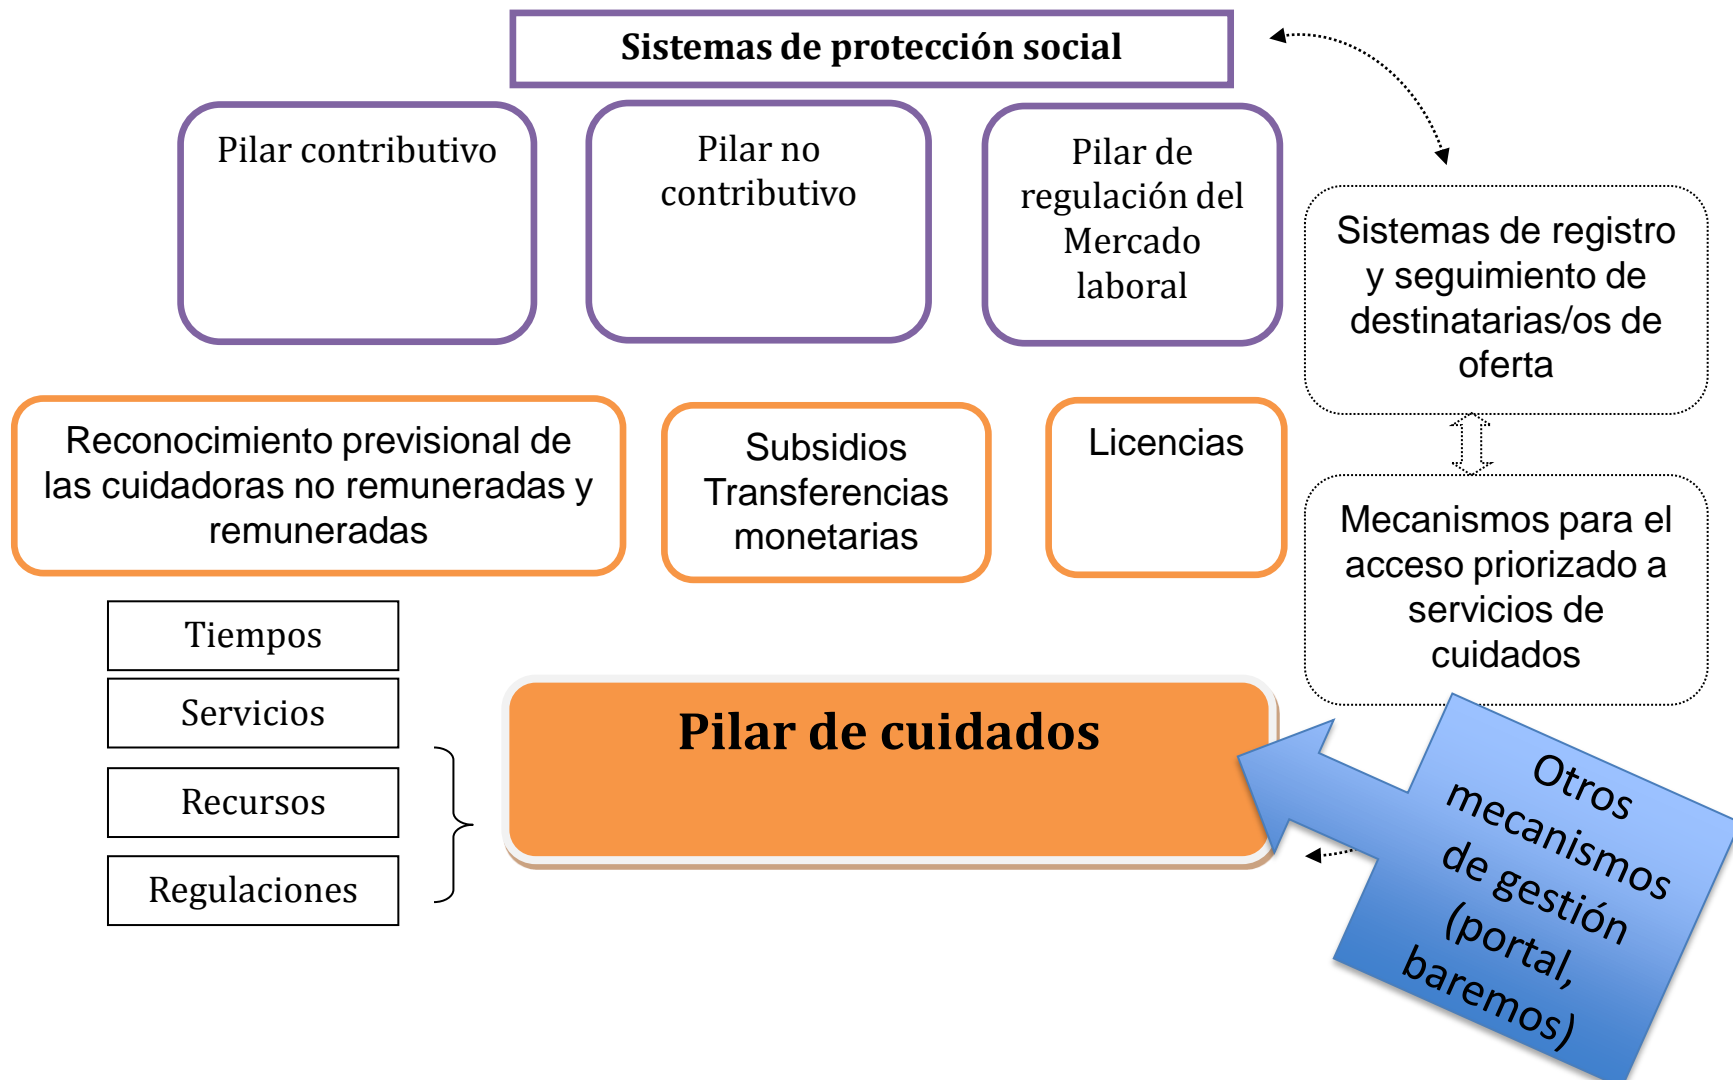 Sistemas de protección social
Pilar contributivo
Pilar no
contributivo
Pilar de
regulación del
Mercado
laboral
Sistemas de registro
y seguimiento de
destinatarias/os de
oferta
Reconocimiento previsional de
las cuidadoras no remuneradas y
remuneradas
Subsidios
Transferencias
monetarias
Licencias
Mecanismos para el
acceso priorizado a
servicios de
cuidados
Tiempos
Servicios
Recursos
Regulaciones
Pilar de cuidados
Otros
mecanismos
de gestión
(portal,
baremos)